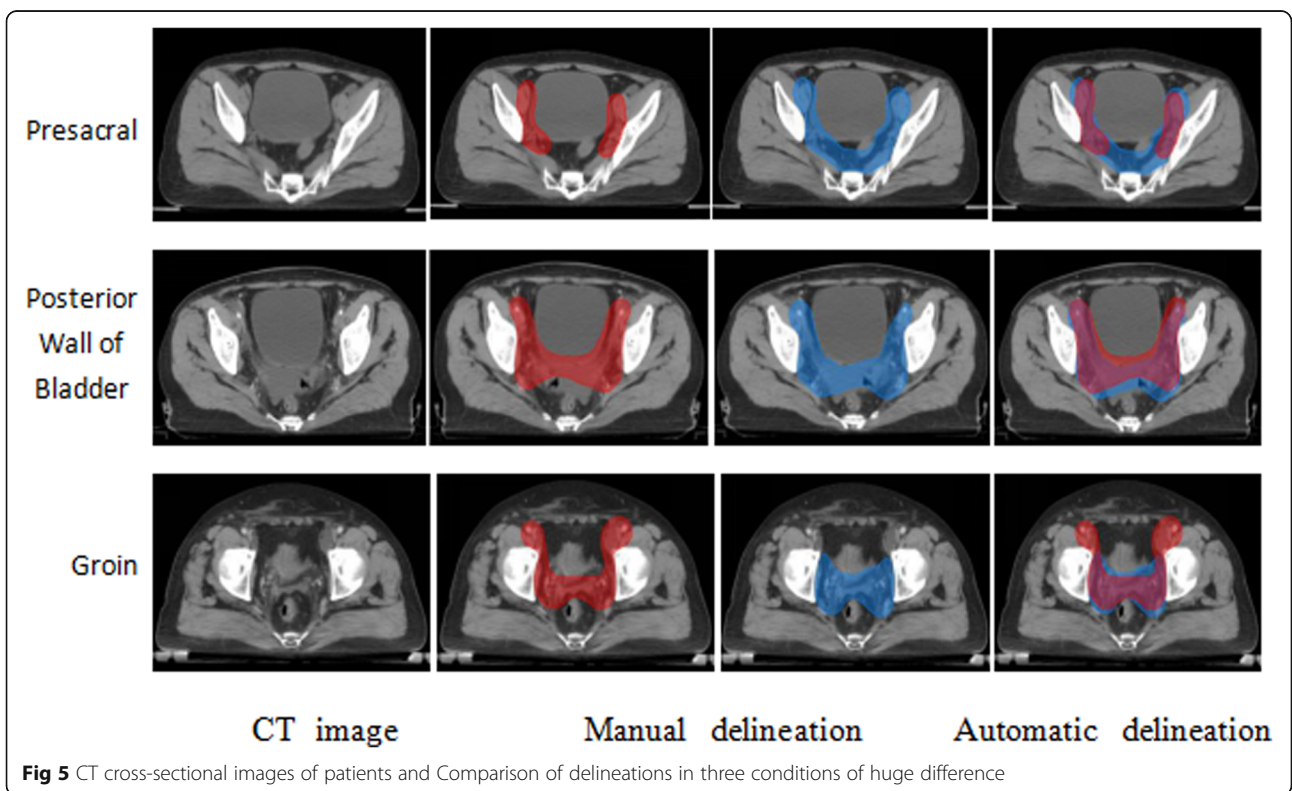 Presacral
Posterior
Wall of
Bladder
Groin
CT image
Manual delineation
Automatic delineation
Fig 5 CT cross-sectional images of patients and Comparison of delineations in three conditions of huge difference